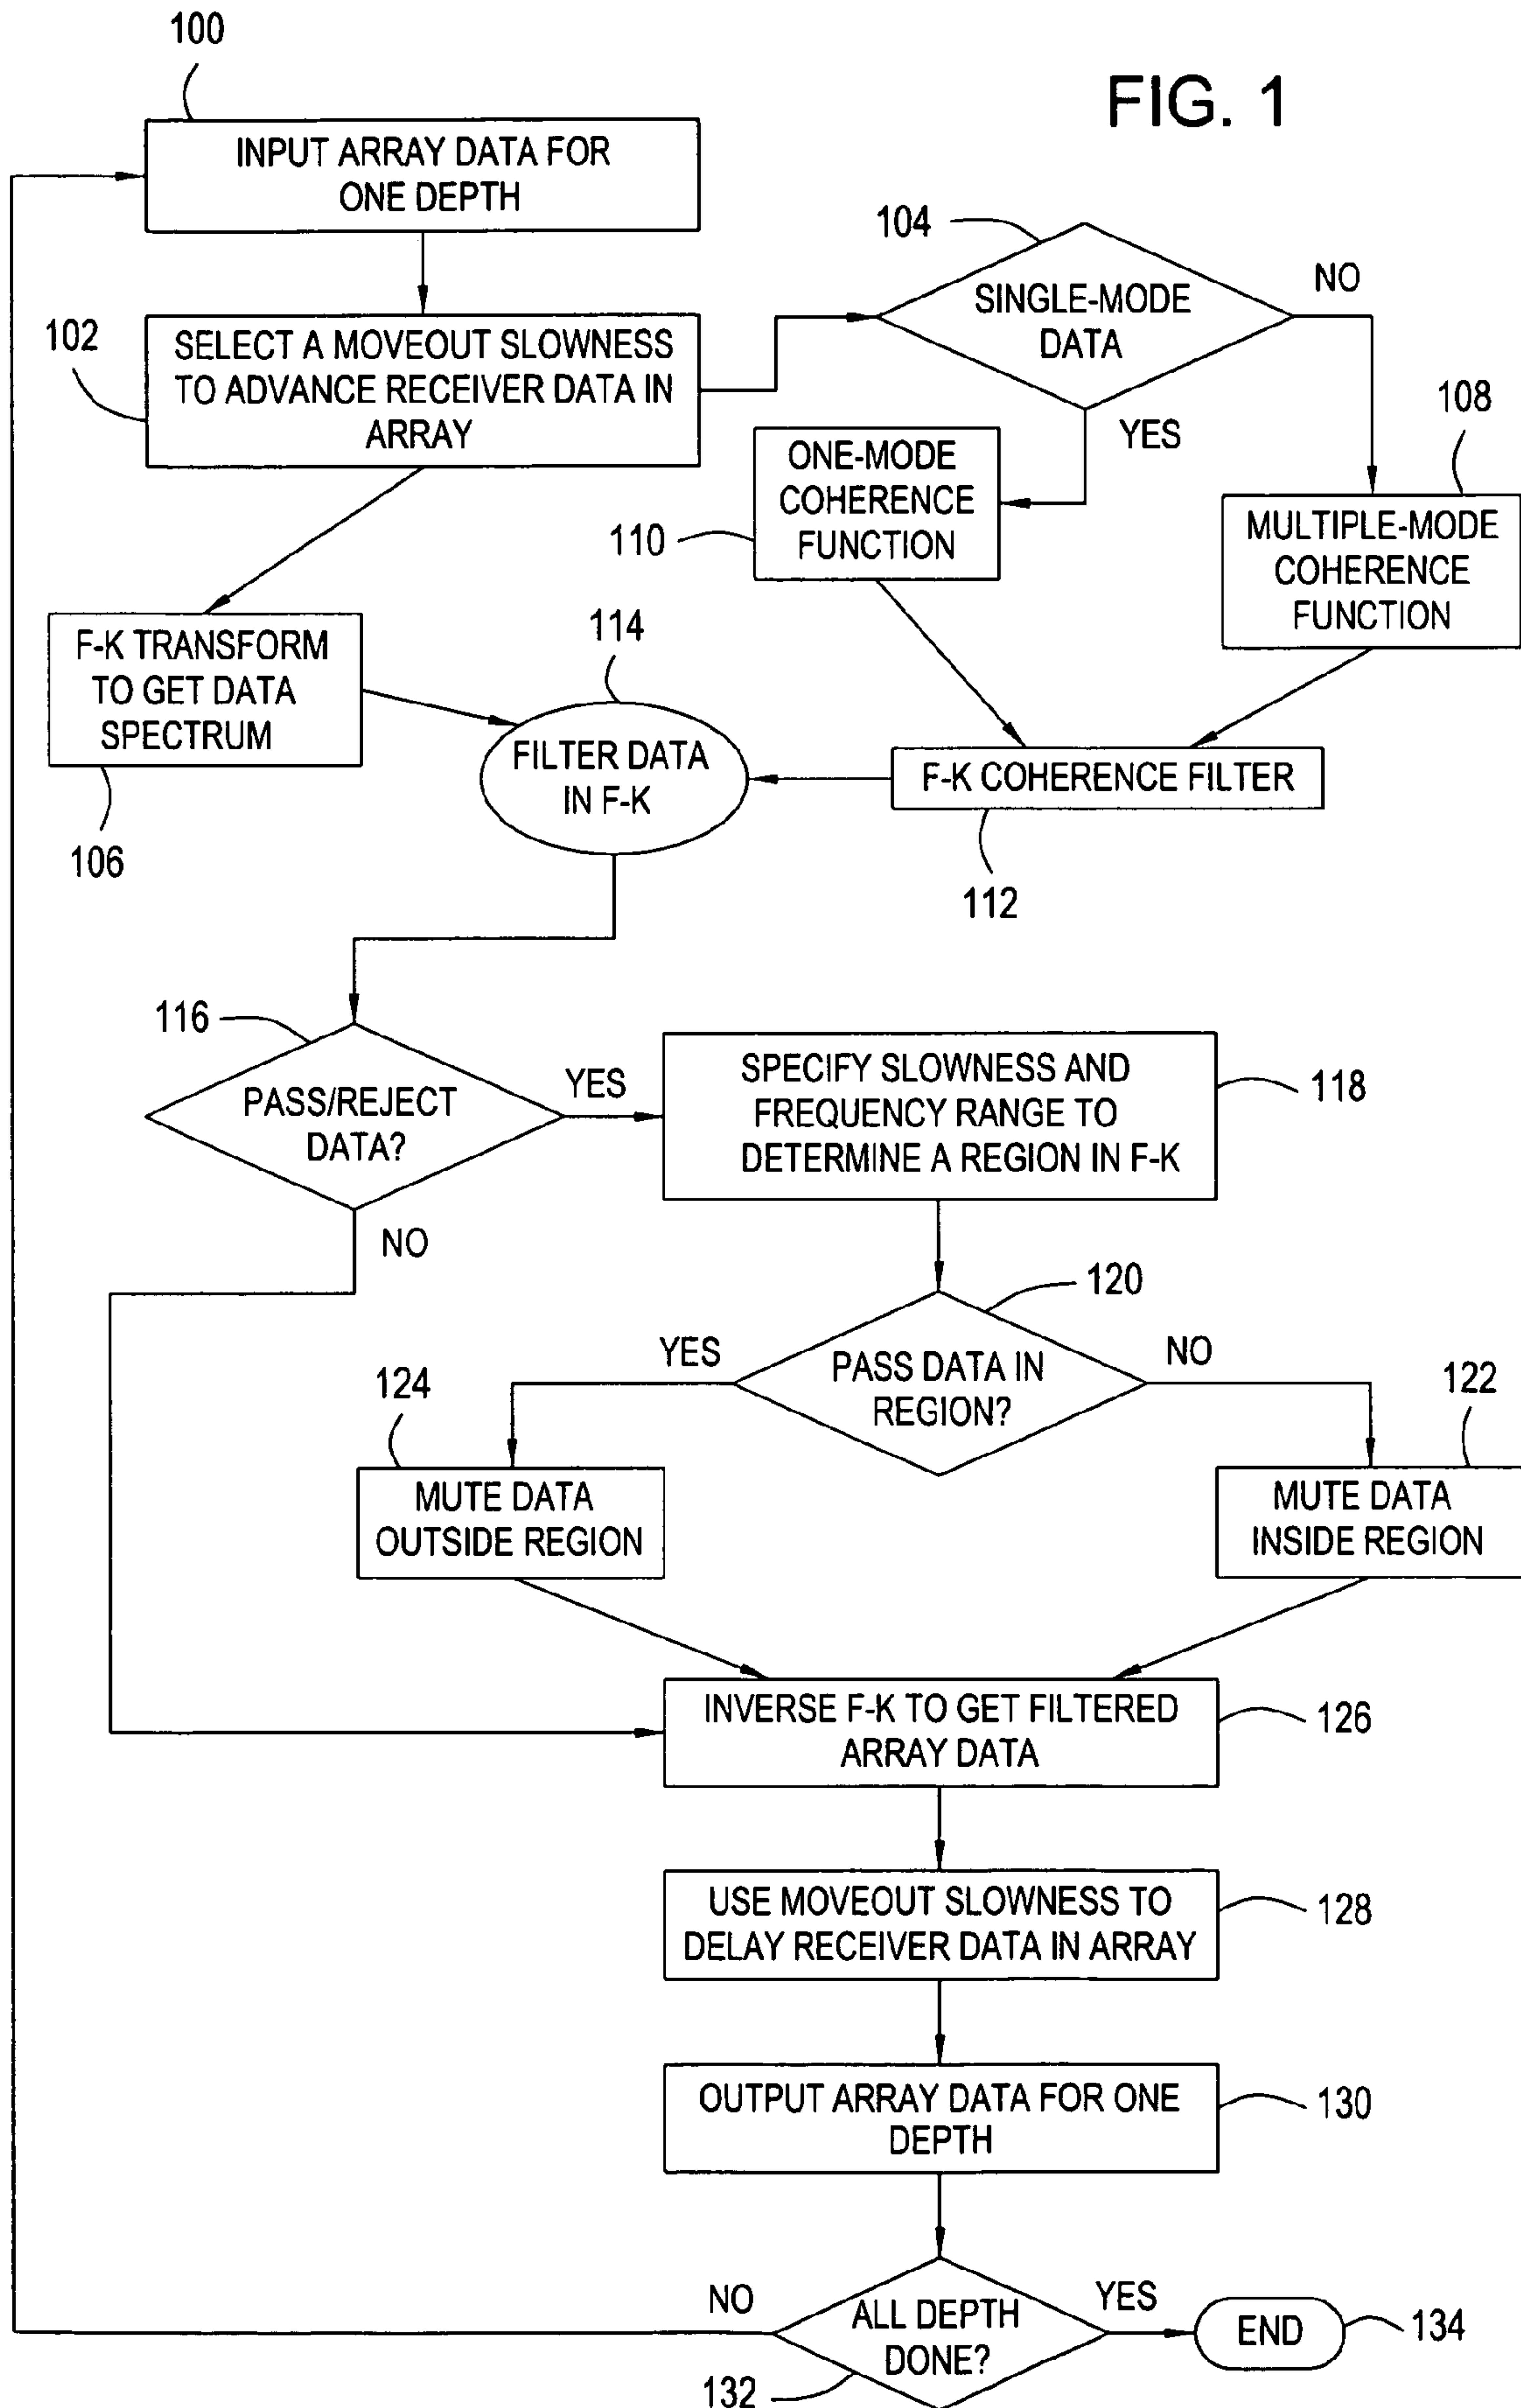 100
FIG. 1
INPUT ARRAY DATA FOR
ONE DEPTH
104
NO
SINGLE-MODE
DATA
102
SELECT A MOVEOUT SLOWNESS
TO ADVANCE RECEIVER DATA IN
ARRAY
YES
108
ONE-MODE
COHERENCE
FUNCTION
110
MULTIPLE-MODE
COHERENCE
FUNCTION
F-K TRANSFORM
TO GET DATA
SPECTRUM
106
114
FILTER DATA
IN F-K
F-K COHERENCE FILTER
112
116
PASS/REJECT
DATA?
YES
NO
SPECIFY SLOWNESS AND
FREQUENCY RANGE TO
DETERMINE A REGION IN F-K
118
120
YES
PASS DATA IN
REGION?
NO
124
122
MUTE DATA
OUTSIDE REGION
MUTE DATA
INSIDE REGION
INVERSE F-K TO GET FILTERED
ARRAY DATA
126
USE MOVEOUT SLOWNESS TO
DELAY RECEIVER DATA IN ARRAY
128
OUTPUT ARRAY DATA FOR ONE
DEPTH
130
NO
ALL DEPTH
DONE?
YES
132
END
134